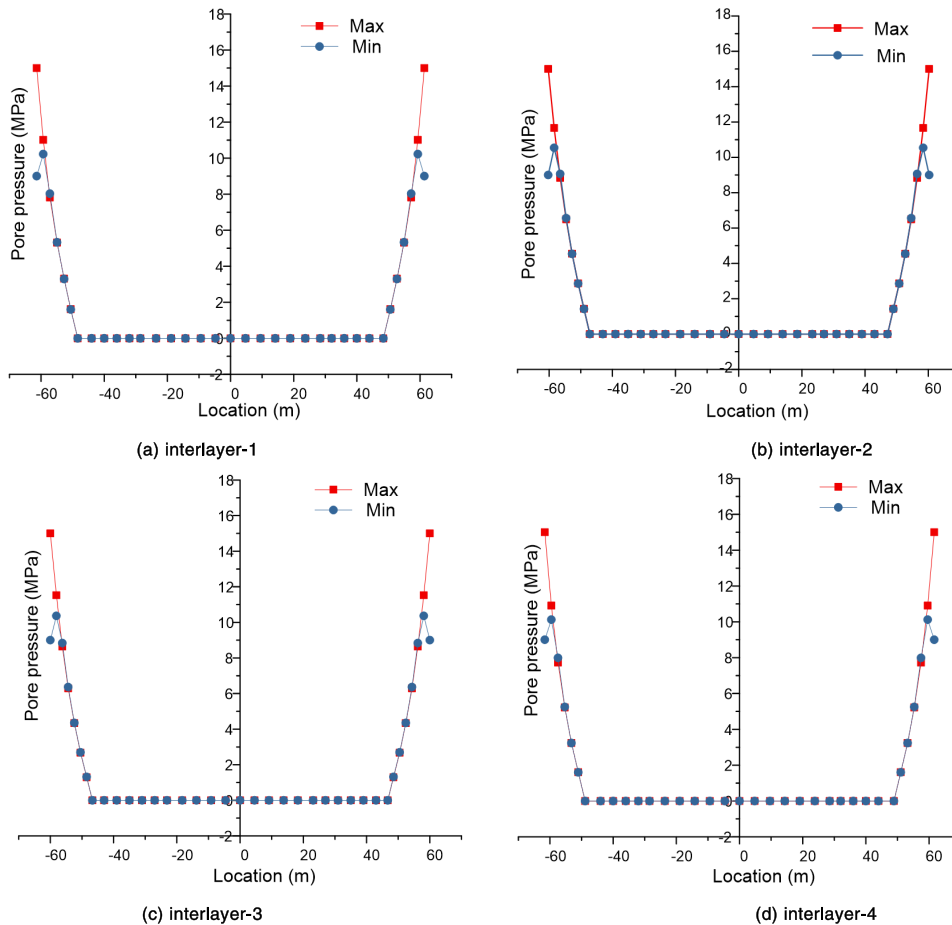 18
16
14
12
10
8
6
4
2
0
-2
Max
Min
Pore pressure (MPa)
-60 -40 -20 0 20 40 60
Location (m)
(a) interlayer-1
18
16
14
12
10
8
6
4
2
0
-2
Max
Min
Pore pressure (MPa)
-60 -40 -20 0 20 40 60
Location (m)
(b) interlayer-2
18
16
14
12
10
8
6
4
2
0
-2
Max
Min
Pore pressure (MPa)
-60 -40 -20 0 20 40 60
Location (m)
(c) interlayer-3
18
16
14
12
10
8
6
4
2
0
-2
Max
Min
Pore pressure (MPa)
-60 -40 -20 0 20 40 60
Location (m)
(d) interlayer-4